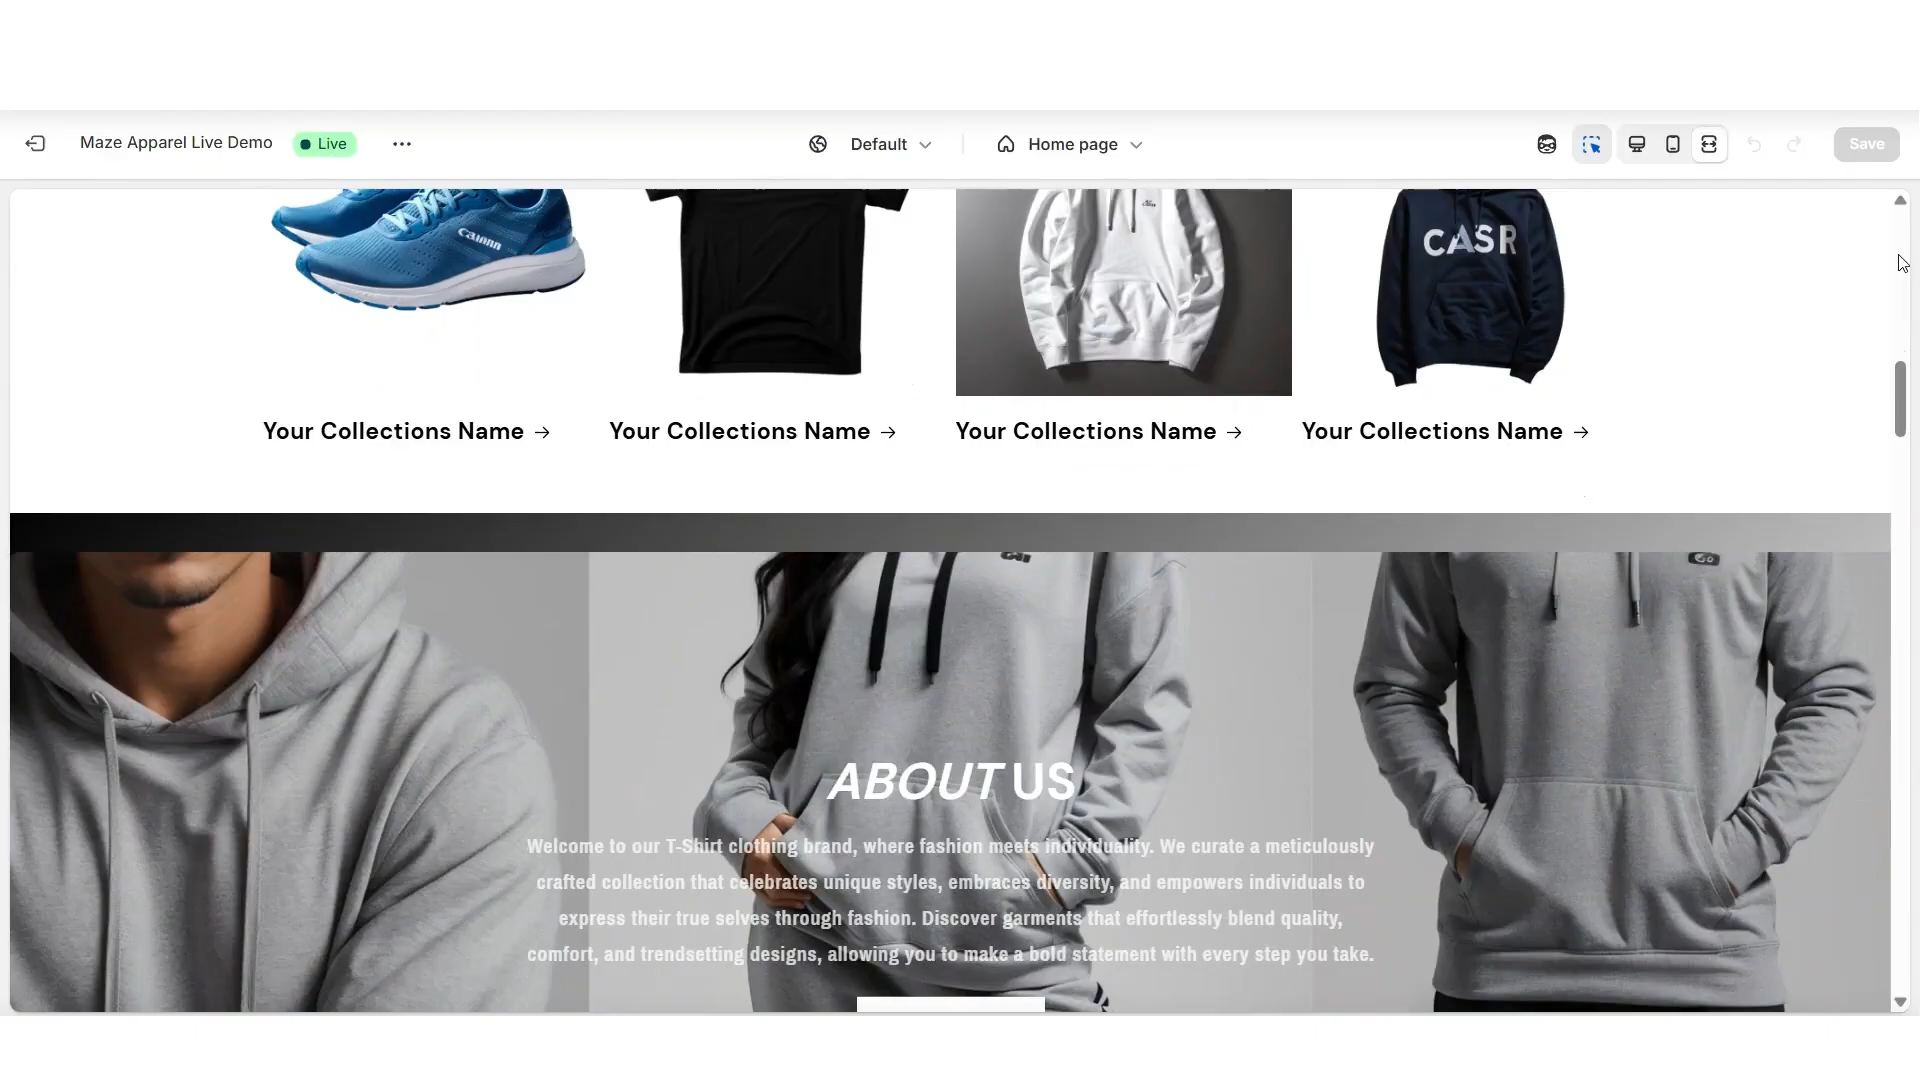 Maze Apparel Live Demo
Live
Default
Home page
Save
CASR
Your Collections Name →
Your Collections Name →
Your Collections Name →
Your Collections Name →
ABOUT US
Welcome to our T-Shirt clothing brand, where fashion meets individuality. We curate a meticulously
crafted collection that celebrates unique styles, embraces diversity, and empowers individuals to
express their true selves through fashion. Discover garments that effortlessly blend quality,
comfort, and trendsetting designs, allowing you to make a bold statement with every step you take.